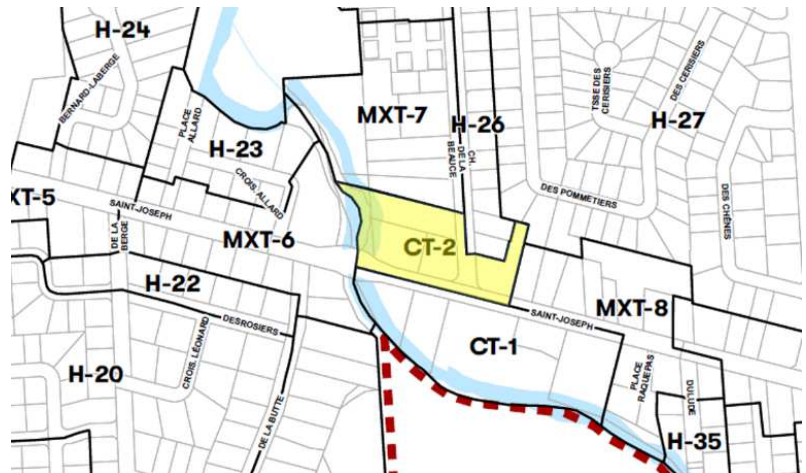 H-24
BERNARD-LABERGE
PLACE
ALLARD
H-23
CROIS. ALLARD
MXT-7
H-26
CH.
DE LA
BEAUCE
TSSE DES
CERISIERS
DES CERISIERS
H-27
DES POMMETIERS
DES CHÊNES
XT-5
SAINT-JOSEPH
DE LA
BERGE
MXT-6
CT-2
H-22
DESROSIERS
SAINT-JOSEPH
MXT-8
CT-1
H-20
CROIS. LÉONARD
DE LA BUTTE
PLACE
RAQUEPAS
DULUDE
H-35